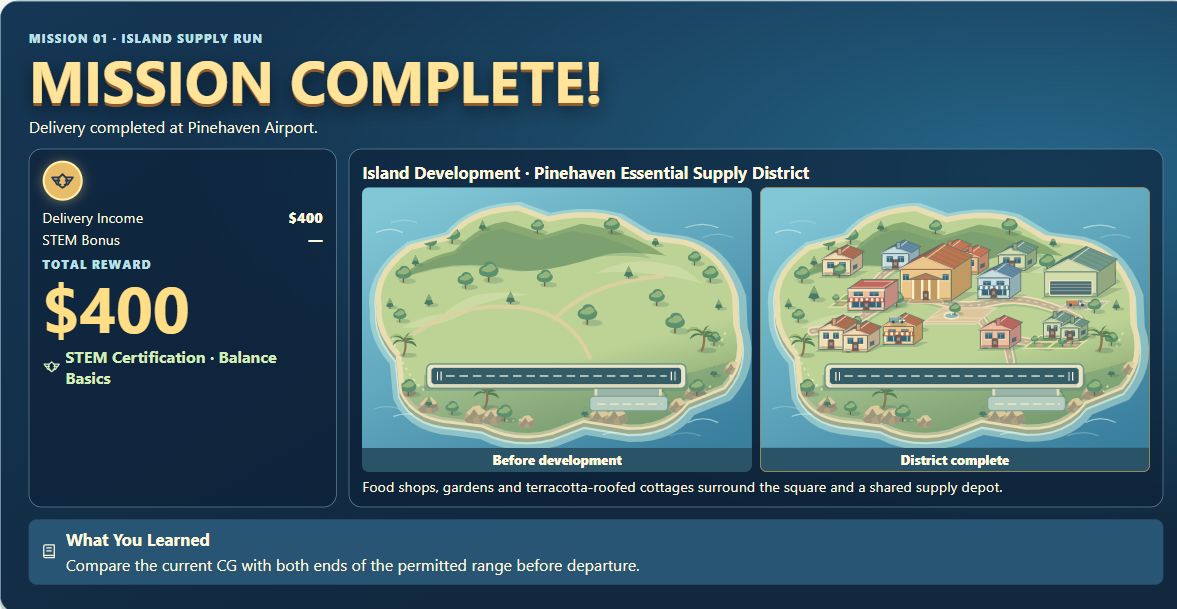 MISSION 01 · ISLAND SUPPLY RUN
MISSION COMPLETE!
Delivery completed at Pinehaven Airport.
Delivery Income $400
STEM Bonus —
TOTAL REWARD
$400
STEM Certification · Balance
Basics
Island Development · Pinehaven Essential Supply District
Before development
District complete
Food shops, gardens and terracotta-roofed cottages surround the square and a shared supply depot.
What You Learned
Compare the current CG with both ends of the permitted range before departure.